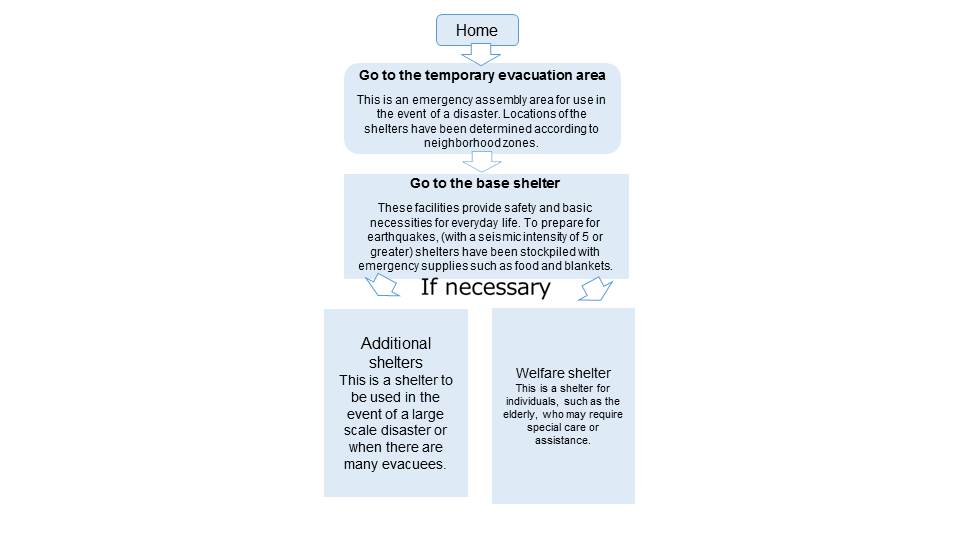 Home
Go to the temporary evacuation area
This is an emergency assembly area for use in
the event of a disaster. Locations of the
shelters have been determined according to
neighborhood zones.
Go to the base shelter
These facilities provide safety and basic
necessities for everyday life. To prepare for
earthquakes, (with a seismic intensity of 5 or
greater) shelters have been stockpiled with
emergency supplies such as food and blankets.
If necessary
Additional
shelters
This is a shelter to
be used in the
event of a large
scale disaster or
when there are
many evacuees.
Welfare shelter
This is a shelter for
individuals, such as the
elderly, who may require
special care or
assistance.